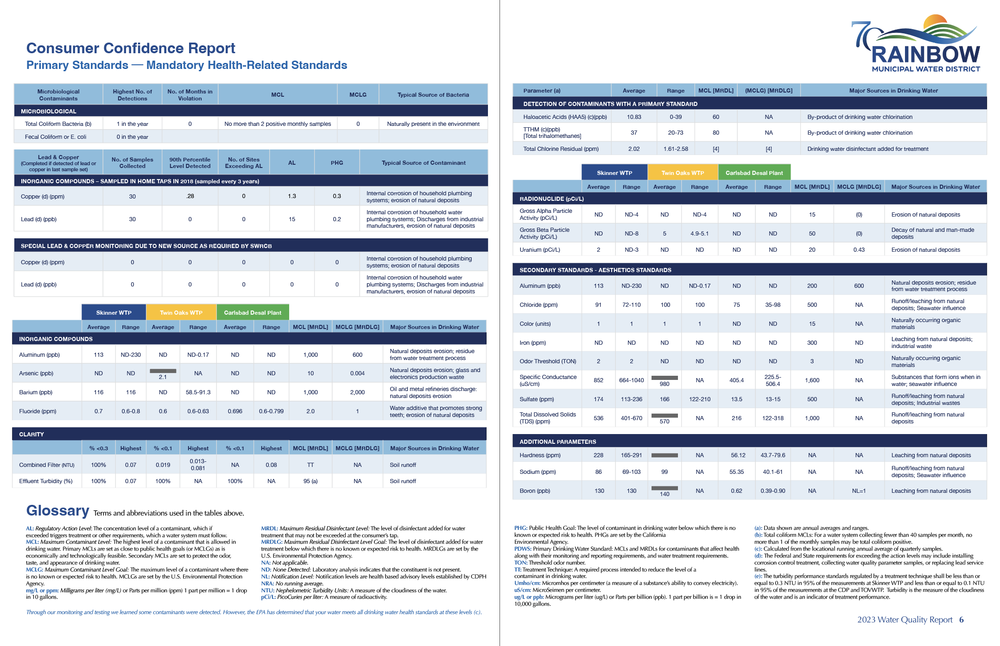 Consumer Confidence Report
Primary Standards — Mandatory Health-Related Standards
Microbiological Contaminants | Highest No. of Detections | No. of Months in Violation | MCL | MCLG | Typical Source of Bacteria
MICROBIOLOGICAL
Total Coliform Bacteria (b) | 1 in the year | 0 | No more than 2 positive monthly samples | 0 | Naturally present in the environment
Fecal Coliform or E. coli | 0 in the year
Lead & Copper (Completed if detected of lead or copper in last sample set) | No. of Samples Collected | 90th Percentile Level Detected | No. of Sites Exceeding AL | AL | PHG | Typical Source of Contaminant
INORGANIC COMPOUNDS – SAMPLED IN HOME TAPS IN 2018 (sampled every 3 years)
Copper (d) (ppm) | 30 | .28 | 0 | 1.3 | 0.3 | Internal corrosion of household plumbing systems; erosion of natural deposits
Lead (d) (ppb) | 30 | 0 | 0 | 15 | 0.2 | Internal corrosion of household water plumbing systems; Discharges from industrial manufacturers, erosion of natural deposits
SPECIAL LEAD & COPPER MONITORING DUE TO NEW SOURCE AS REQUIRED BY SWRCB
Copper (d) (ppm) | 0 | 0 | 0 | 0 | 0 | Internal corrosion of household plumbing systems; erosion of natural deposits
Lead (d) (ppb) | 0 | 0 | 0 | 0 | 0 | Internal corrosion of household water plumbing systems; Discharges from industrial manufacturers, erosion of natural deposits
Skinner WTP | Twin Oaks WTP | Carlsbad Desal Plant
Average | Range | Average | Range | Average | Range | MCL [MRDL] | MCLG [MRDLG] | Major Sources in Drinking Water
INORGANIC COMPOUNDS
Aluminum (ppb) | 113 | ND-230 | ND | ND-0.17 | ND | ND | 1,000 | 600 | Natural deposits erosion; residue from water treatment process
Arsenic (ppb) | ND | ND | 2.1 | NA | ND | ND | 10 | 0.004 | Natural deposits erosion; glass and electronics production waste
Barium (ppb) | 116 | 116 | ND | 58.5-91.3 | ND | ND | 1,000 | 2,000 | Oil and metal refineries discharge: natural deposits erosion
Fluoride (ppm) | 0.7 | 0.6-0.8 | 0.6 | 0.6-0.63 | 0.696 | 0.6-0.799 | 2.0 | 1 | Water additive that promotes strong teeth; erosion of natural deposits
CLARITY
% <0.3 | Highest | % <0.1 | Highest | % <0.1 | Highest | MCL [MRDL] | MCLG [MRDLG] | Major Sources in Drinking Water
Combined Filter (NTU) | 100% | 0.07 | 0.019 | 0.013-0.081 | NA | 0.08 | TT | NA | Soil runoff
Effluent Turbidity (%) | 100% | 0.07 | 100% | NA | 100% | NA | 95 (a) | NA | Soil runoff
Glossary Terms and abbreviations used in the tables above.
AL: Regulatory Action Level: The concentration level of a contaminant, which if
exceeded triggers treatment or other requirements, which a water system must follow.
MCL: Maximum Contaminant Level: The highest level of a contaminant that is allowed in
drinking water. Primary MCLs are set as close to public health goals (or MCLGs) as is
economically and technologically feasible. Secondary MCLs are set to protect the odor,
taste, and appearance of drinking water.
MCLG: Maximum Contaminant Level Goal: The maximum level of a contaminant where there
is no known or expected risk to health. MCLGs are set by the U.S. Environmental Protection
Agency.
mg/L or ppm: Milligrams per liter (mg/L) or Parts per million (ppm) 1 part per million = 1 drop
in 10 gallons.
MRDL: Maximum Residual Disinfectant Level: The level of disinfectant added for water
treatment that may not be exceeded at the consumer's tap.
MRDLG: Maximum Residual Disinfectant Level Goal: The level of disinfectant added for water
treatment below which there is no known or expected risk to health. MRDLGs are set by the
U.S. Environmental Protection Agency.
NA: Not applicable.
ND: None Detected: Laboratory analysis indicates that the constituent is not present.
NL: Notification Level: Notification levels are health based advisory levels established by CDPH
NRA: No running average.
NTU: Nephelometric Turbidity Units: A measure of the cloudiness of the water.
pCi/L: PicoCuries per liter: A measure of radioactivity.
Through our monitoring and testing we learned some contaminants were detected. However, the EPA has determined that your water meets all drinking water health standards at these levels (c).
70
RAINBOW
MUNICIPAL WATER DISTRICT
Parameter (a) | Average | Range | MCL [MRDL] | (MCLG) [MRDLG] | Major Sources in Drinking Water
DETECTION OF CONTAMINANTS WITH A PRIMARY STANDARD
Haloacetic Acids (HAA5) (c)(ppb) | 10.83 | 0-39 | 60 | NA | By-product of drinking water chlorination
TTHM (c)(ppb) [Total trihalomethanes] | 37 | 20-73 | 80 | NA | By-product of drinking water chlorination
Total Chlorine Residual (ppm) | 2.02 | 1.61-2.58 | [4] | [4] | Drinking water disinfectant added for treatment
Skinner WTP | Twin Oaks WTP | Carlsbad Desal Plant
Average | Range | Average | Range | Average | Range | MCL [MRDL] | MCLG [MRDLG] | Major Sources in Drinking Water
RADIONUCLIDE (pCi/L)
Gross Alpha Particle Activity (pCi/L) | ND | ND-4 | ND | ND-4 | ND | ND | 15 | (0) | Erosion of natural deposits
Gross Beta Particle Activity (pCi/L) | ND | ND-8 | 5 | 4.9-5.1 | ND | ND | 50 | (0) | Decay of natural and man-made deposits
Uranium (pCi/L) | 2 | ND-3 | ND | ND | ND | ND | 20 | 0.43 | Erosion of natural deposits
SECONDARY STANDARDS - AESTHETICS STANDARDS
Aluminum (ppb) | 113 | ND-230 | ND | ND-0.17 | ND | ND | 200 | 600 | Natural deposits erosion; residue from water treatment process
Chloride (ppm) | 91 | 72-110 | 100 | 100 | 75 | 35-98 | 500 | NA | Runoff/leaching from natural deposits; Seawater influence
Color (units) | 1 | 1 | 1 | 1 | ND | ND | 15 | NA | Naturally occurring organic materials
Iron (ppm) | ND | ND | ND | ND | ND | ND | 300 | ND | Leaching from natural deposits; industrial waste
Odor Threshold (TON) | 2 | 2 | ND | ND | ND | ND | 3 | ND | Naturally occurring organic materials
Specific Conductance (uS/cm) | 852 | 664-1040 | 980 | NA | 405.4 | 225.5-506.4 | 1,600 | NA | Substances that form ions when in water; seawater influence
Sulfate (ppm) | 174 | 113-236 | 166 | 122-210 | 13.5 | 13-15 | 500 | NA | Runoff/leaching from natural deposits; Industrial wastes
Total Dissolved Solids (TDS) (ppm) | 536 | 401-670 | 570 | NA | 216 | 122-318 | 1,000 | NA | Runoff/leaching from natural deposits
ADDITIONAL PARAMETERS
Hardness (ppm) | 228 | 165-291 | NA | 56.12 | 43.7-79.6 | NA | NA | Leaching from natural deposits
Sodium (ppm) | 86 | 69-103 | 99 | NA | 55.35 | 40.1-61 | NA | NA | Runoff/leaching from natural deposits; Seawater influence
Boron (ppb) | 130 | 130 | 140 | NA | 0.62 | 0.39-0.90 | NA | NL=1 | Leaching from natural deposits
PHG: Public Health Goal: The level of contaminant in drinking water below which there is no
known or expected risk to health. PHGs are set by the California
Environmental Agency.
PDWS: Primary Drinking Water Standard: MCLs and MRDLs for contaminants that affect health
along with their monitoring and reporting requirements, and water treatment requirements.
TON: Threshold odor number.
TT: Treatment Technique: A required process intended to reduce the level of a
contaminant in drinking water.
Umho/cm: Micromhos per centimeter (a measure of a substance's ability to convey electricity).
uS/cm: MicroSeimen per centimeter.
ug/L or ppb: Micrograms per liter (ug/L) or Parts per billion (ppb). 1 part per billion is = 1 drop in
10,000 gallons.
(a): Data shown are annual averages and ranges.
(b): Total coliform MCLs: For a water system collecting fewer than 40 samples per month, no
more than 1 of the monthly samples may be total coliform positive.
(c): Calculated from the locational running annual average of quarterly samples.
(d): The Federal and State requirements for exceeding the action levels may include installing
corrosion control treatment, collecting water quality parameter samples, or replacing lead service
lines.
(e): The turbidity performance standards regulated by a treatment technique shall be less than or
equal to 0.3 NTU in 95% of the measurements at Skinner WTP and less than or equal to 0.1 NTU
in 95% of the measurements at the CDP and TOVWTP. Turbidity is the measure of the cloudiness
of the water and is an indicator of treatment performance.
2023 Water Quality Report 6